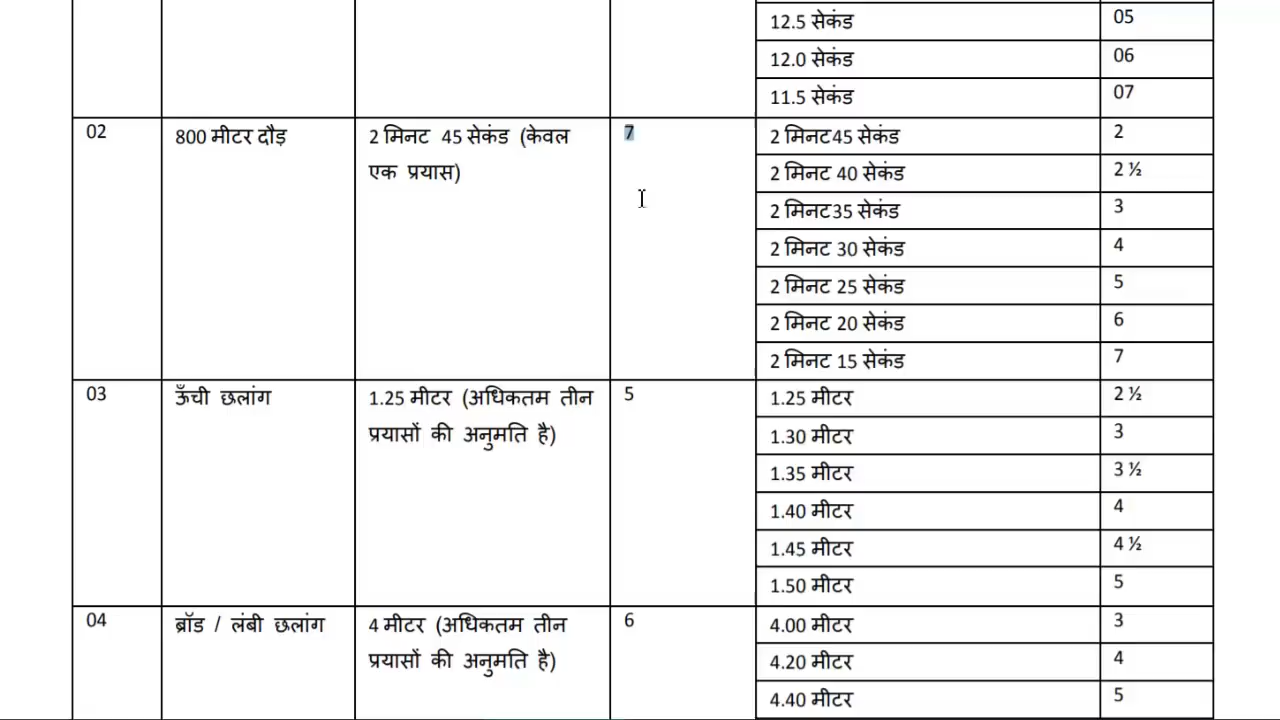 12.5 सेकंड 05
12.0 सेकंड 06
11.5 सेकंड 07
02 800 मीटर दौड़ 2 मिनट 45 सेकंड (केवल 7 2 मिनट45 सेकंड 2
एक प्रयास) 2 मिनट 40 सेकंड 2 ½
2 मिनट35 सेकंड 3
2 मिनट 30 सेकंड 4
2 मिनट 25 सेकंड 5
2 मिनट 20 सेकंड 6
2 मिनट 15 सेकंड 7
03 ऊँची छलांग 1.25 मीटर (अधिकतम तीन 5 1.25 मीटर 2 ½
प्रयासों की अनुमति है) 1.30 मीटर 3
1.35 मीटर 3 ½
1.40 मीटर 4
1.45 मीटर 4 ½
1.50 मीटर 5
04 ब्रॉड / लंबी छलांग 4 मीटर (अधिकतम तीन 6 4.00 मीटर 3
प्रयासों की अनुमति है) 4.20 मीटर 4
4.40 मीटर 5